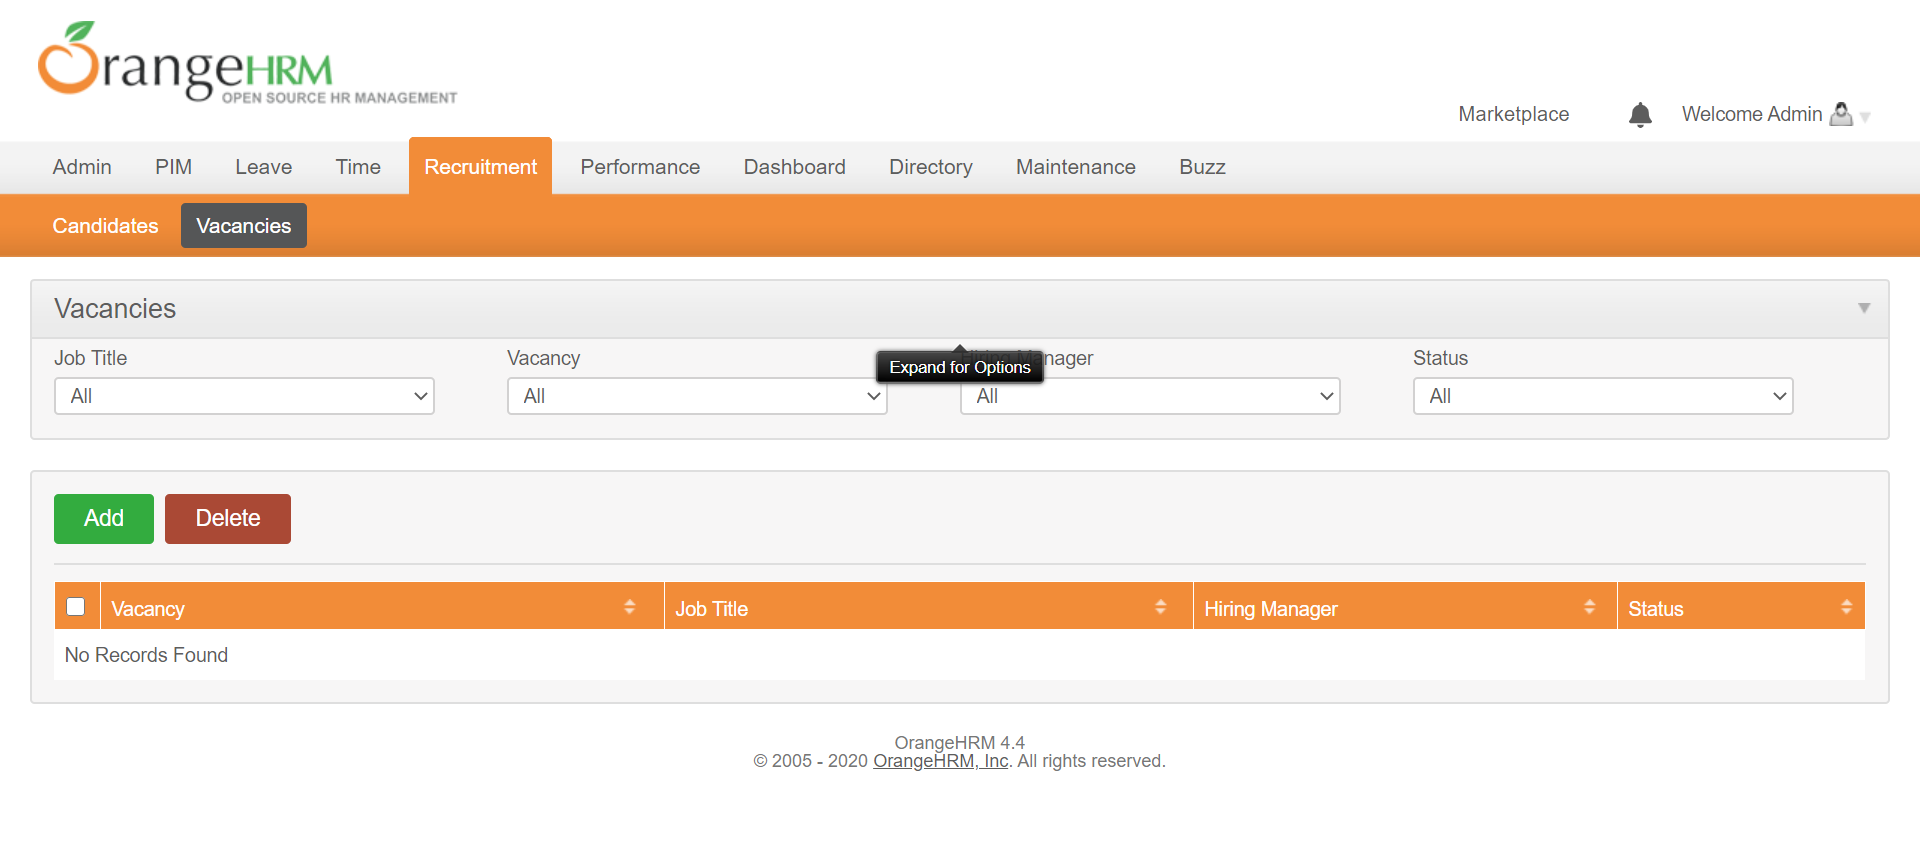 OrangeHRM
OPEN SOURCE HR MANAGEMENT
Marketplace Welcome Admin
Admin PIM Leave Time Recruitment Performance Dashboard Directory Maintenance Buzz
Candidates Vacancies
Vacancies
Job Title Vacancy Hiring Manager Status
Expand for Options
All All All All
Add Delete
Vacancy Job Title Hiring Manager Status
No Records Found
OrangeHRM 4.4
© 2005 - 2020 OrangeHRM, Inc. All rights reserved.